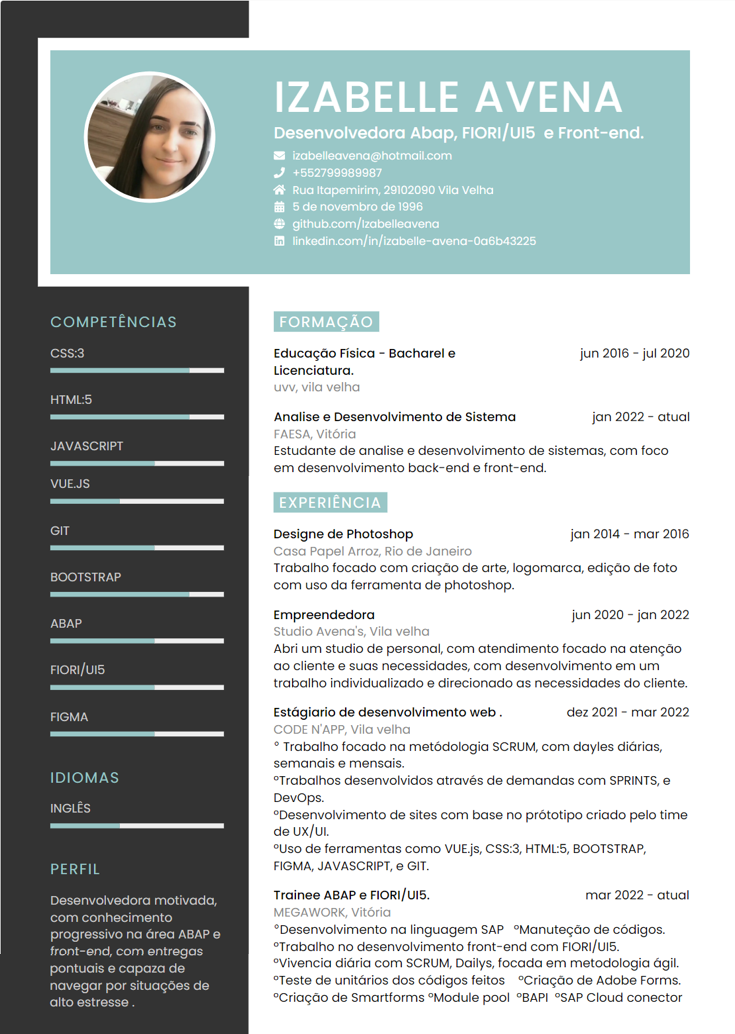 IZABELLE AVENA
Desenvolvedora Abap, FIORI/UI5 e Front-end.
izabelleavena@hotmail.com
+552799989987
Rua Itapemirim, 29102090 Vila Velha
5 de novembro de 1996
github.com/Izabelleavena
linkedin.com/in/izabelle-avena-0a6b43225
COMPETÊNCIAS
CSS:3
HTML:5
JAVASCRIPT
VUE.JS
GIT
BOOTSTRAP
ABAP
FIORI/UI5
FIGMA
IDIOMAS
INGLÊS
PERFIL
Desenvolvedora motivada,
com conhecimento
progressivo na área ABAP e
front-end, com entregas
pontuais e capaza de
navegar por situações de
alto estresse .
FORMAÇÃO
Educação Física - Bacharel e jun 2016 - jul 2020
Licenciatura.
uvv, vila velha
Analise e Desenvolvimento de Sistema jan 2022 - atual
FAESA, Vitória
Estudante de analise e desenvolvimento de sistemas, com foco
em desenvolvimento back-end e front-end.
EXPERIÊNCIA
Designe de Photoshop jan 2014 - mar 2016
Casa Papel Arroz, Rio de Janeiro
Trabalho focado com criação de arte, logomarca, edição de foto
com uso da ferramenta de photoshop.
Empreendedora jun 2020 - jan 2022
Studio Avena's, Vila velha
Abri um studio de personal, com atendimento focado na atenção
ao cliente e suas necessidades, com desenvolvimento em um
trabalho individualizado e direcionado as necessidades do cliente.
Estágiario de desenvolvimento web . dez 2021 - mar 2022
CODE N'APP, Vila velha
° Trabalho focado na metódologia SCRUM, com dayles diárias,
semanais e mensais.
ºTrabalhos desenvolvidos através de demandas com SPRINTS, e
DevOps.
ºDesenvolvimento de sites com base no prótotipo criado pelo time
de UX/UI.
ºUso de ferramentas como VUE.js, CSS:3, HTML:5, BOOTSTRAP,
FIGMA, JAVASCRIPT, e GIT.
Trainee ABAP e FIORI/UI5. mar 2022 - atual
MEGAWORK, Vitória
°Desenvolvimento na linguagem SAP ºManuteção de códigos.
ºTrabalho no desenvolvimento front-end com FIORI/UI5.
ºVivencia diária com SCRUM, Dailys, focada em metodologia ágil.
ºTeste de unitários dos códigos feitos ºCriação de Adobe Forms.
ºCriação de Smartforms ºModule pool ºBAPI ºSAP Cloud conector